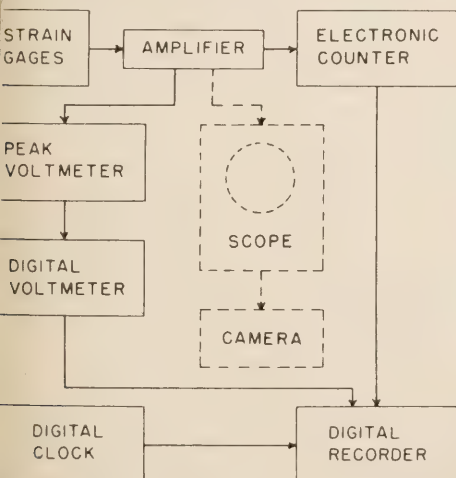 STRAIN
GAGES
AMPLIFIER
ELECTRONIC
COUNTER
PEAK
VOLTMETER
SCOPE
DIGITAL
VOLTMETER
CAMERA
DIGITAL
CLOCK
DIGITAL
RECORDER